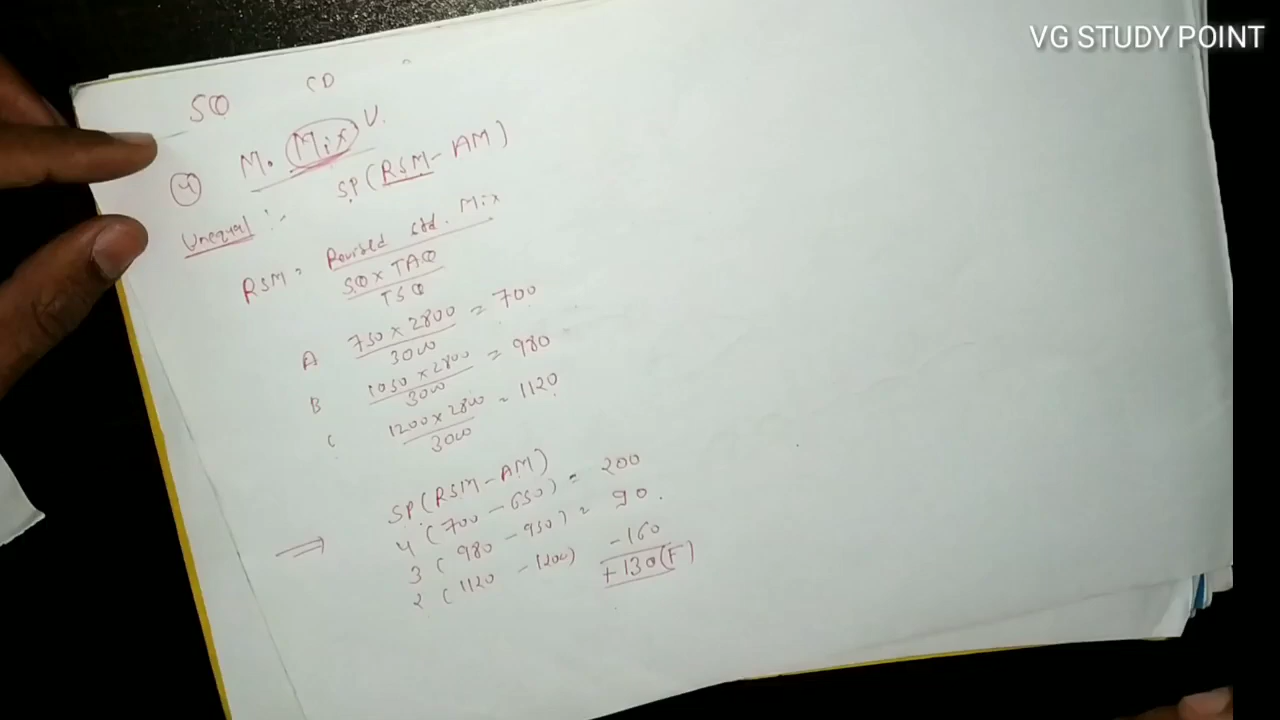 VG STUDY POINT
SQ
④ M. Mix V.
Unequal :- SP (RSM - AM)
RSM = Revised std. Mix
SQ × TAQ / TSQ
A 750 × 2800 / 3000 = 700
B 1050 × 2800 / 3000 = 980
C 1200 × 2800 / 3000 = 1120
⇒ SP (RSM - AM)
4 (700 - 650) = 200
3 (980 - 950) = 90.
2 (1120 - 1200) -160
+130 (F)